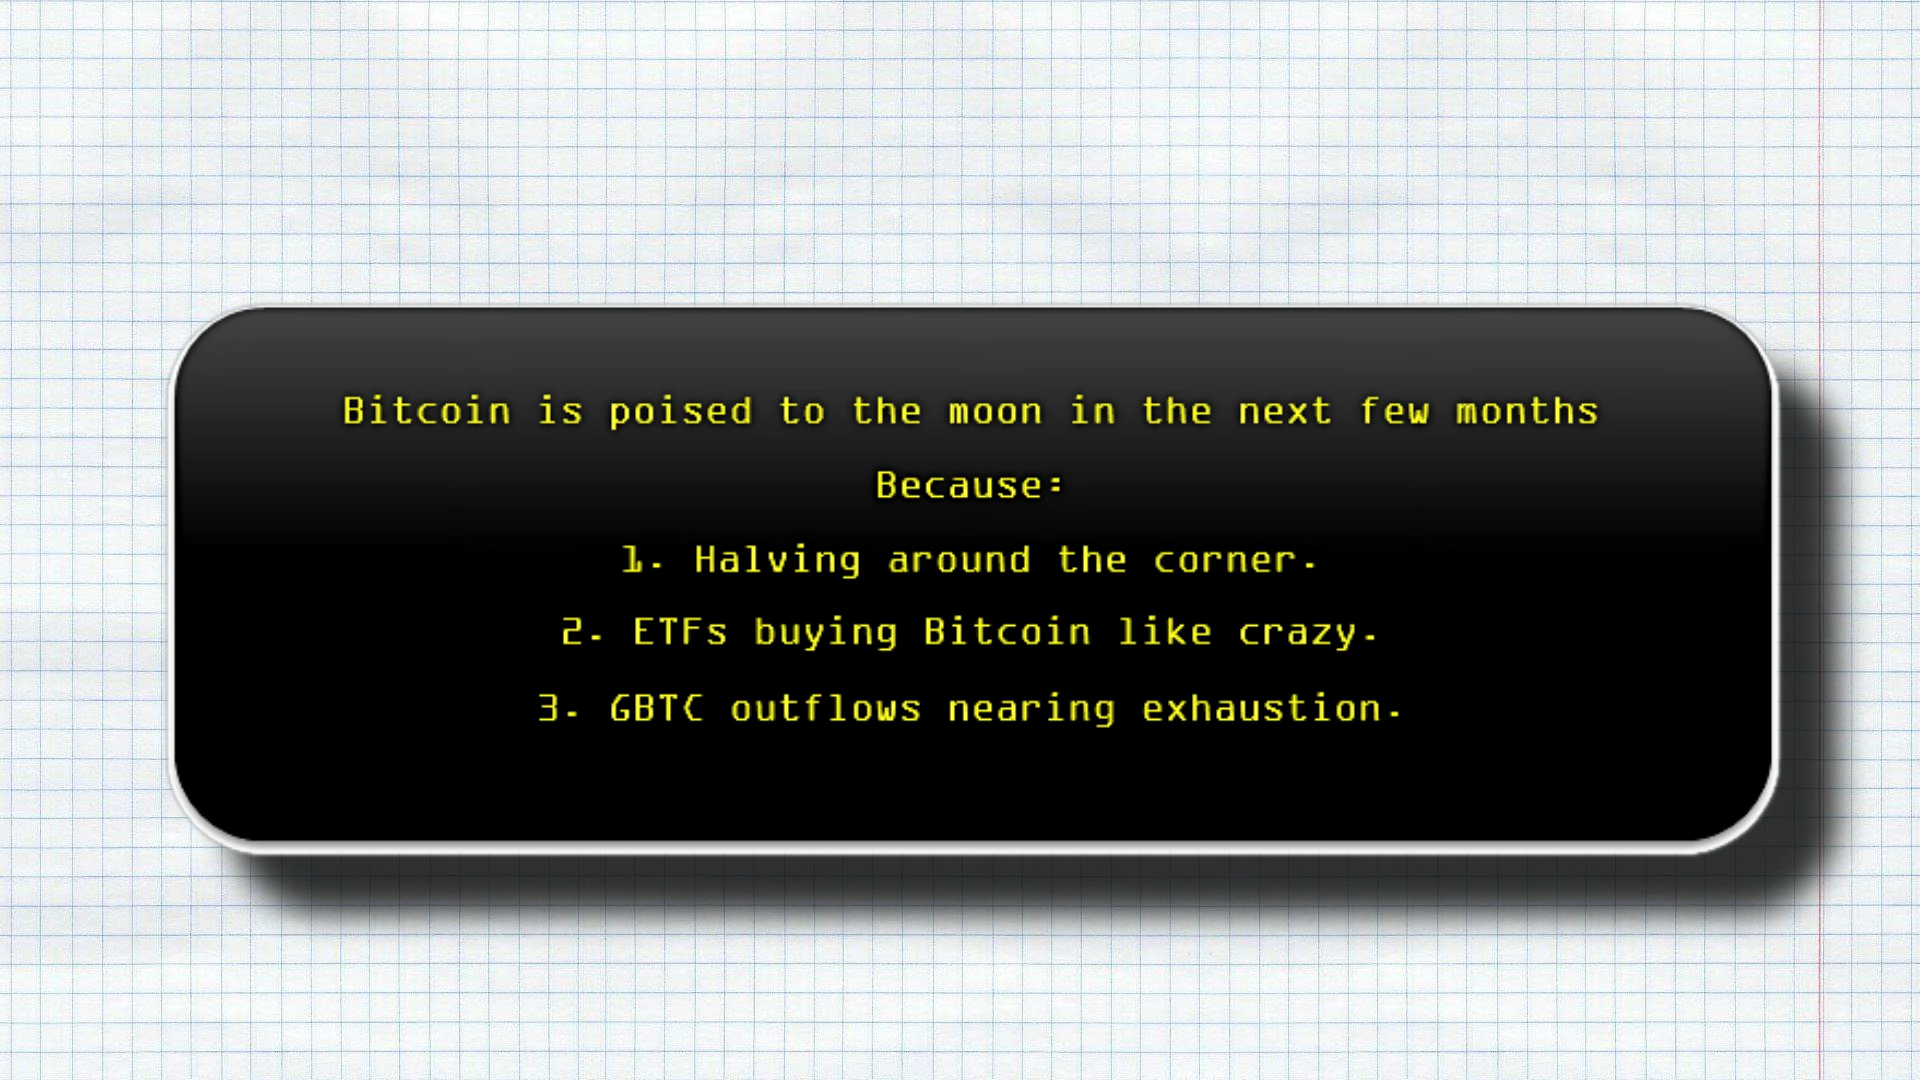 Bitcoin is poised to the moon in the next few months
Because:
1. Halving around the corner.
2. ETFs buying Bitcoin like crazy.
3. GBTC outflows nearing exhaustion.